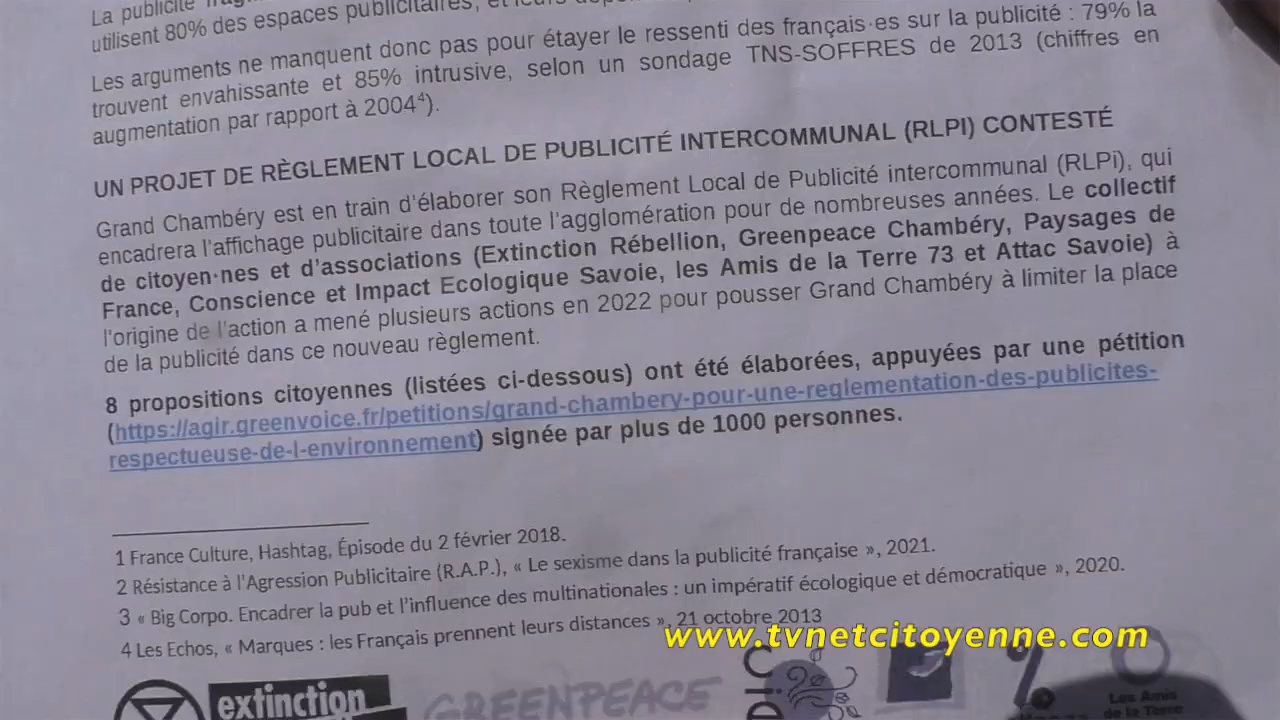 La publicité
utilisent 80% des espaces publicitaires, et leurs
Les arguments ne manquent donc pas pour étayer le ressenti des français·es sur la publicité : 79% la
trouvent envahissante et 85% intrusive, selon un sondage TNS-SOFFRES de 2013 (chiffres en
augmentation par rapport à 2004⁴).
UN PROJET DE RÈGLEMENT LOCAL DE PUBLICITÉ INTERCOMMUNAL (RLPI) CONTESTÉ
Grand Chambéry est en train d'élaborer son Règlement Local de Publicité intercommunal (RLPi), qui
encadrera l'affichage publicitaire dans toute l'agglomération pour de nombreuses années. Le collectif
de citoyen·nes et d'associations (Extinction Rébellion, Greenpeace Chambéry, Paysages de
France, Conscience et Impact Ecologique Savoie, les Amis de la Terre 73 et Attac Savoie) à
l'origine de l'action a mené plusieurs actions en 2022 pour pousser Grand Chambéry à limiter la place
de la publicité dans ce nouveau règlement.
8 propositions citoyennes (listées ci-dessous) ont été élaborées, appuyées par une pétition
(https://agir.greenvoice.fr/petitions/grand-chambery-pour-une-reglementation-des-publicites-
respectueuse-de-l-environnement) signée par plus de 1000 personnes.
1 France Culture, Hashtag, Épisode du 2 février 2018.
2 Résistance à l'Agression Publicitaire (R.A.P.), « Le sexisme dans la publicité française », 2021.
3 « Big Corpo. Encadrer la pub et l'influence des multinationales : un impératif écologique et démocratique », 2020.
4 Les Echos, « Marques : les Français prennent leurs distances », 21 octobre 2013
www.tvnetcitoyenne.com
extinction
GREENPEACE
Les Amis
de la Terre